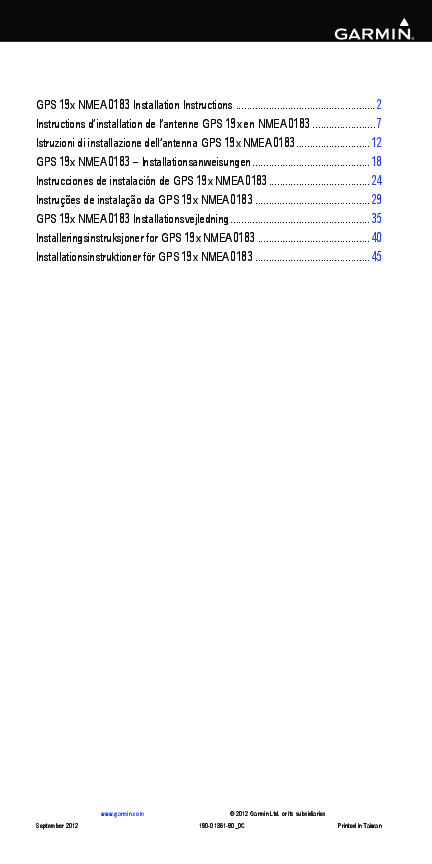 GARMIN
GPS 19x NMEA 0183 Installation Instructions ................................................... 2
Instructions d'installation de l'antenne GPS 19x en NMEA 0183 ....................... 7
Istruzioni di installazione dell'antenna GPS 19x NMEA 0183 ........................... 12
GPS 19x NMEA 0183 – Installationsanweisungen ........................................... 18
Instrucciones de instalación de GPS 19x NMEA 0183 ..................................... 24
Instruções de instalação da GPS 19x NMEA 0183 .......................................... 29
GPS 19x NMEA 0183 Installationsvejledning ................................................... 35
Installeringsinstruksjoner for GPS 19x NMEA 0183 ......................................... 40
Installationsinstruktioner för GPS 19x NMEA 0183 .......................................... 45
www.garmin.com © 2012 Garmin Ltd. or its subsidiaries
September 2012 190-01361-90_0C Printed in Taiwan